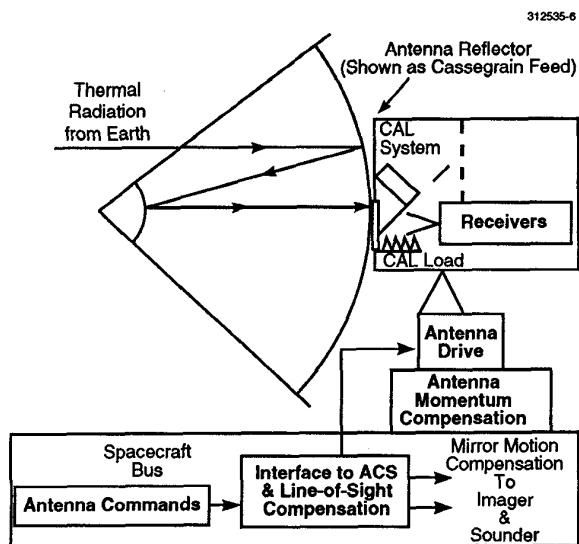 312535-6
Antenna Reflector
(Shown as Cassegrain Feed)
Thermal
Radiation
from Earth
CAL
System
Receivers
CAL Load
Antenna
Drive
Antenna
Momentum
Compensation
Spacecraft
Bus
Antenna Commands
Interface to ACS
& Line-of-Sight
Compensation
Mirror Motion
Compensation
To
Imager
&
Sounder